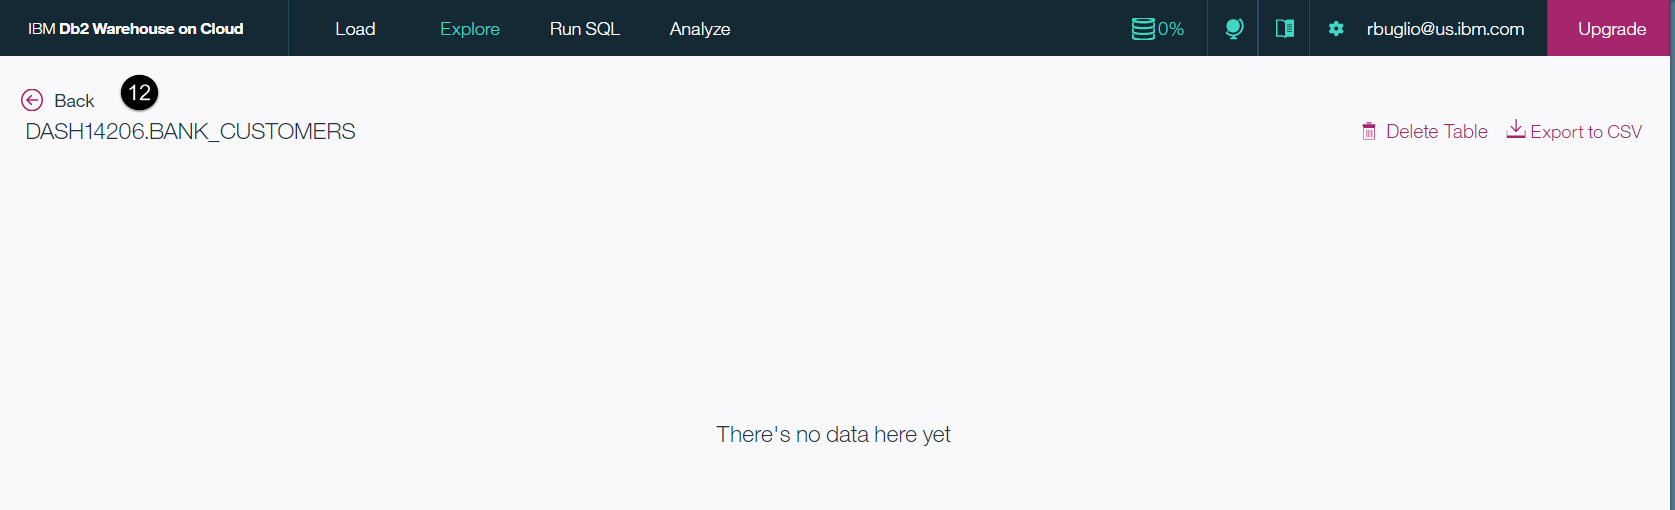 IBM Db2 Warehouse on Cloud Load Explore Run SQL Analyze 0% rbuglio@us.ibm.com Upgrade
Back 12
DASH14206.BANK_CUSTOMERS Delete Table Export to CSV
There's no data here yet